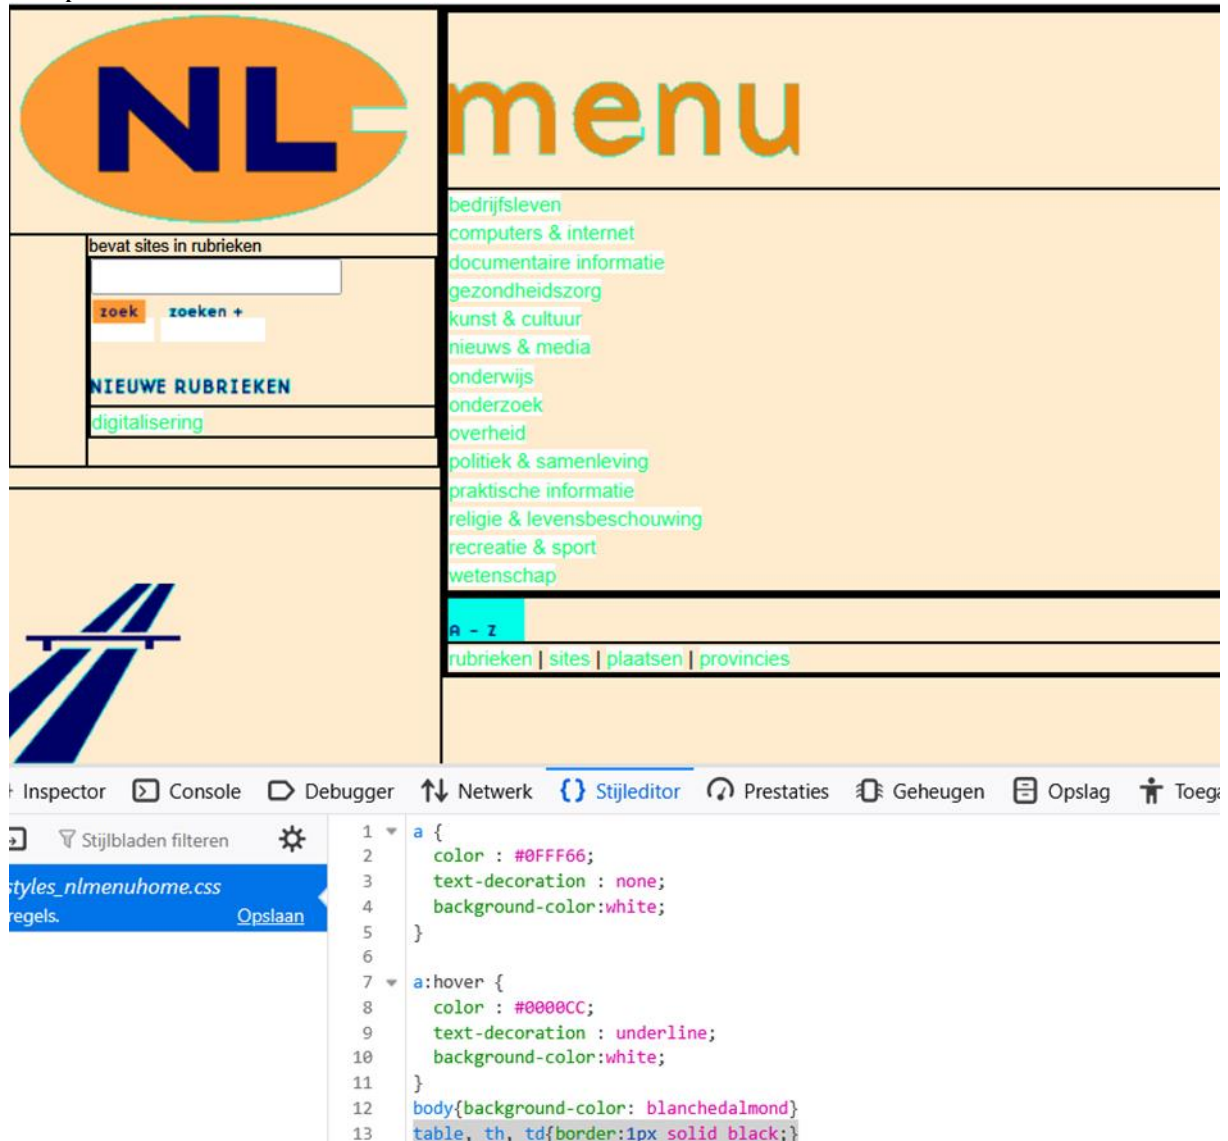 NL menu
bevat sites in rubrieken
zoek zoeken +
NIEUWE RUBRIEKEN
digitalisering
bedrijfsleven
computers & internet
documentaire informatie
gezondheidszorg
kunst & cultuur
nieuws & media
onderwijs
onderzoek
overheid
politiek & samenleving
praktische informatie
religie & levensbeschouwing
recreatie & sport
wetenschap
A - Z
rubrieken | sites | plaatsen | provincies
Inspector Console Debugger Netwerk {} Stijleditor Prestaties Geheugen Opslag
Stijlbladen filteren
styles_nlmenuhome.css
regels. Opslaan
1 a {
2 color : #0FFF66;
3 text-decoration : none;
4 background-color:white;
5 }
6
7 a:hover {
8 color : #0000CC;
9 text-decoration : underline;
10 background-color:white;
11 }
12 body{background-color: blanchedalmond}
13 table, th, td{border:1px solid black;}